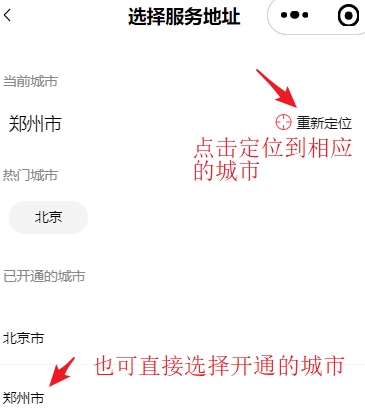 选择服务地址
当前城市
郑州市
重新定位
点击定位到相应
的城市
热门城市
北京
已开通的城市
北京市
也可直接选择开通的城市
郑州市